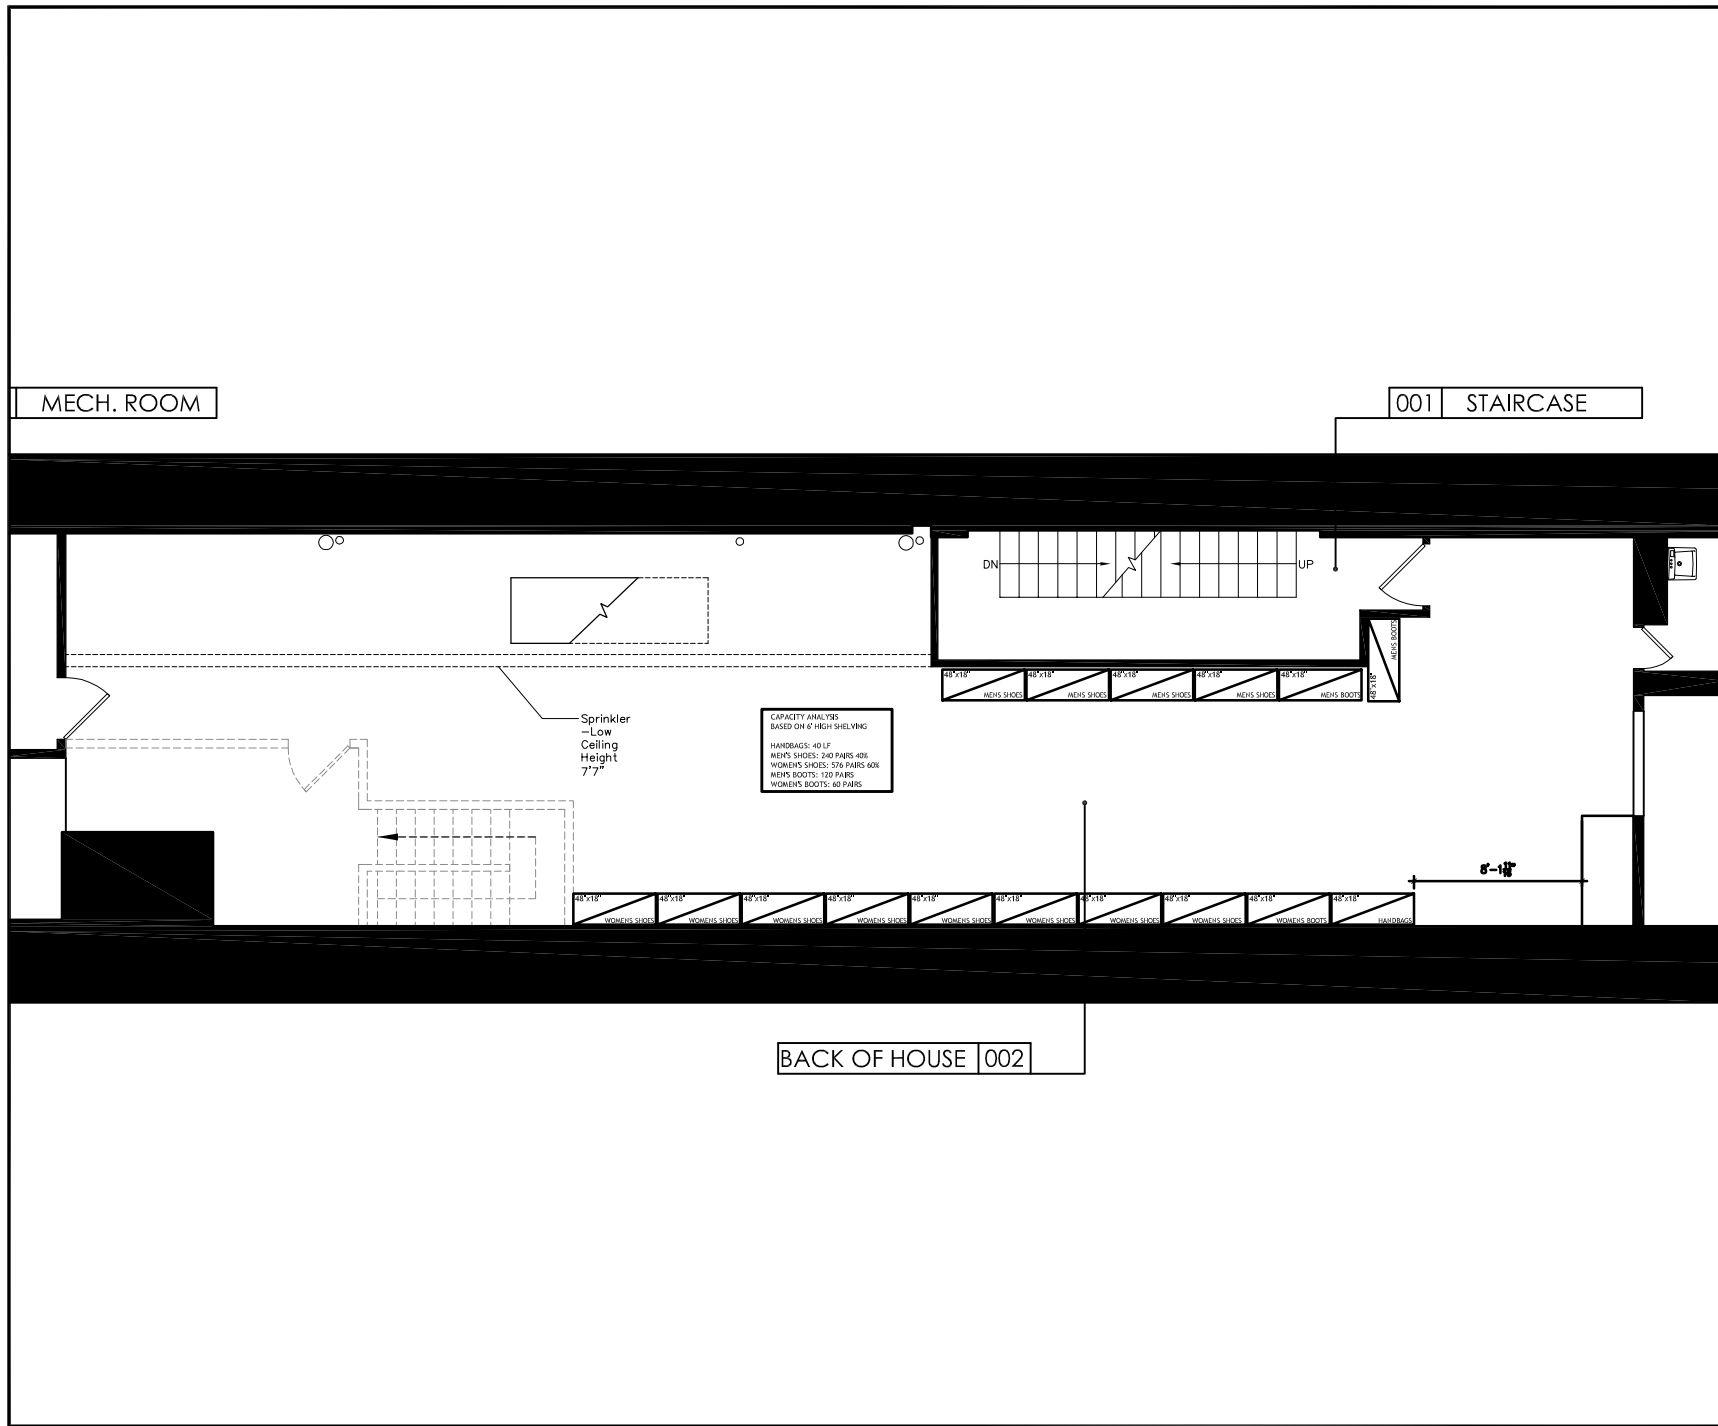 MECH. ROOM
001 STAIRCASE
DN
UP
MENS BOOTS
48"x18"
48"x18"
MENS SHOES
48"x18"
MENS SHOES
48"x18"
MENS SHOES
48"x18"
MENS SHOES
48"x18"
MENS BOOTS
Sprinkler
-Low
Ceiling
Height
7'7"
CAPACITY ANALYSIS
BASED ON 6' HIGH SHELVING
HANDBAGS: 40 LF
MEN'S SHOES: 240 PAIRS 40%
WOMEN'S SHOES: 576 PAIRS 60%
MEN'S BOOTS: 120 PAIRS
WOMEN'S BOOTS: 60 PAIRS
8'-1 11/16"
48"x18"
WOMENS SHOES
48"x18"
WOMENS SHOES
48"x18"
WOMENS SHOES
48"x18"
WOMENS SHOES
48"x18"
WOMENS SHOES
48"x18"
WOMENS SHOES
48"x18"
WOMENS SHOES
48"x18"
WOMENS SHOES
48"x18"
WOMENS BOOTS
48"x18"
HANDBAGS
BACK OF HOUSE 002